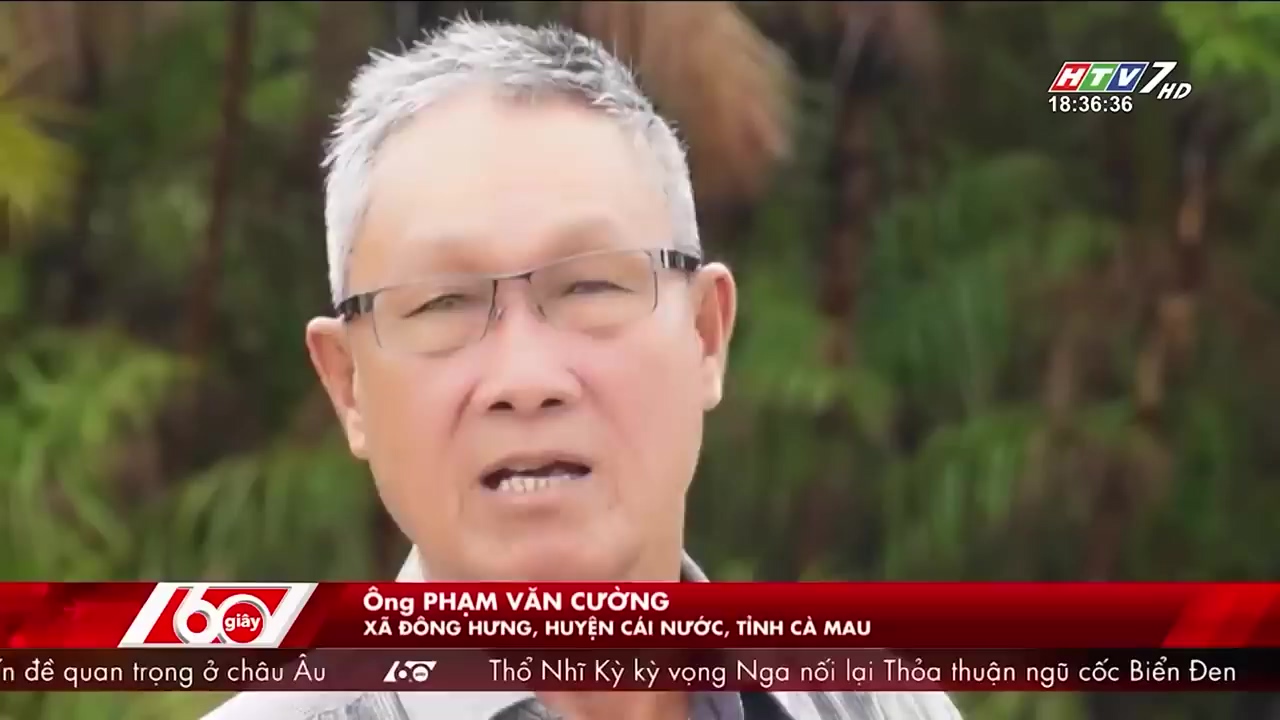 HTV7 HD
18:36:36
60 giây
Ông PHẠM VĂN CƯỜNG
XÃ ĐÔNG HƯNG, HUYỆN CÁI NƯỚC, TỈNH CÀ MAU
đề quan trọng ở châu Âu 60 giây Thổ Nhĩ Kỳ kỳ vọng Nga nối lại Thỏa thuận ngũ cốc Biển Đen